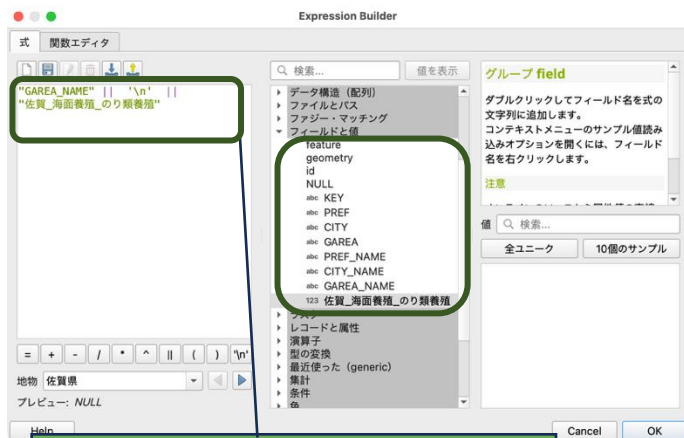 Expression Builder
式
関数エディタ
検索...
値を表示
"GAREA_NAME" || '\n' ||
"佐賀_海面養殖_のり類養殖"
データ構造（配列）
ファイルとパス
ファジー・マッチング
フィールドと値
feature
geometry
id
NULL
abc KEY
abc PREF
abc CITY
abc GAREA
abc PREF_NAME
abc CITY_NAME
abc GAREA_NAME
123 佐賀_海面養殖_のり類養殖
レコードと属性
演算子
型の変換
最近使った（generic）
集計
条件
色
グループ field
ダブルクリックしてフィールド名を式の
文字列に追加します。
コンテキストメニューのサンプル値読み
込みオプションを開くには、フィールド
名を右クリックします。
注意
値
検索...
全ユニーク
10個のサンプル
= + - / * ^ || ( ) '\n'
地物 佐賀県
プレビュー: NULL
Help
Cancel
OK